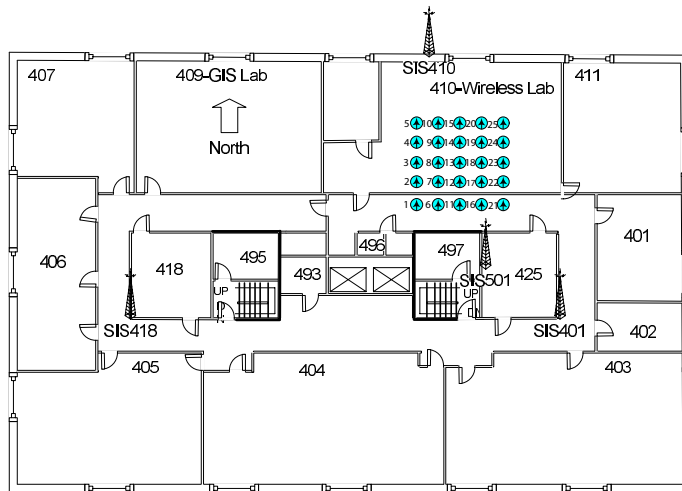 SIS410
407
409-GIS Lab
410-Wireless Lab
411
North
5 10 15 20 25
4 9 14 19 24
3 8 13 18 23
2 7 12 17 22
1 6 11 16 21
406
418
495
493
496
497
425
401
UP
UP
SIS501
SIS418
SIS401
402
405
404
403